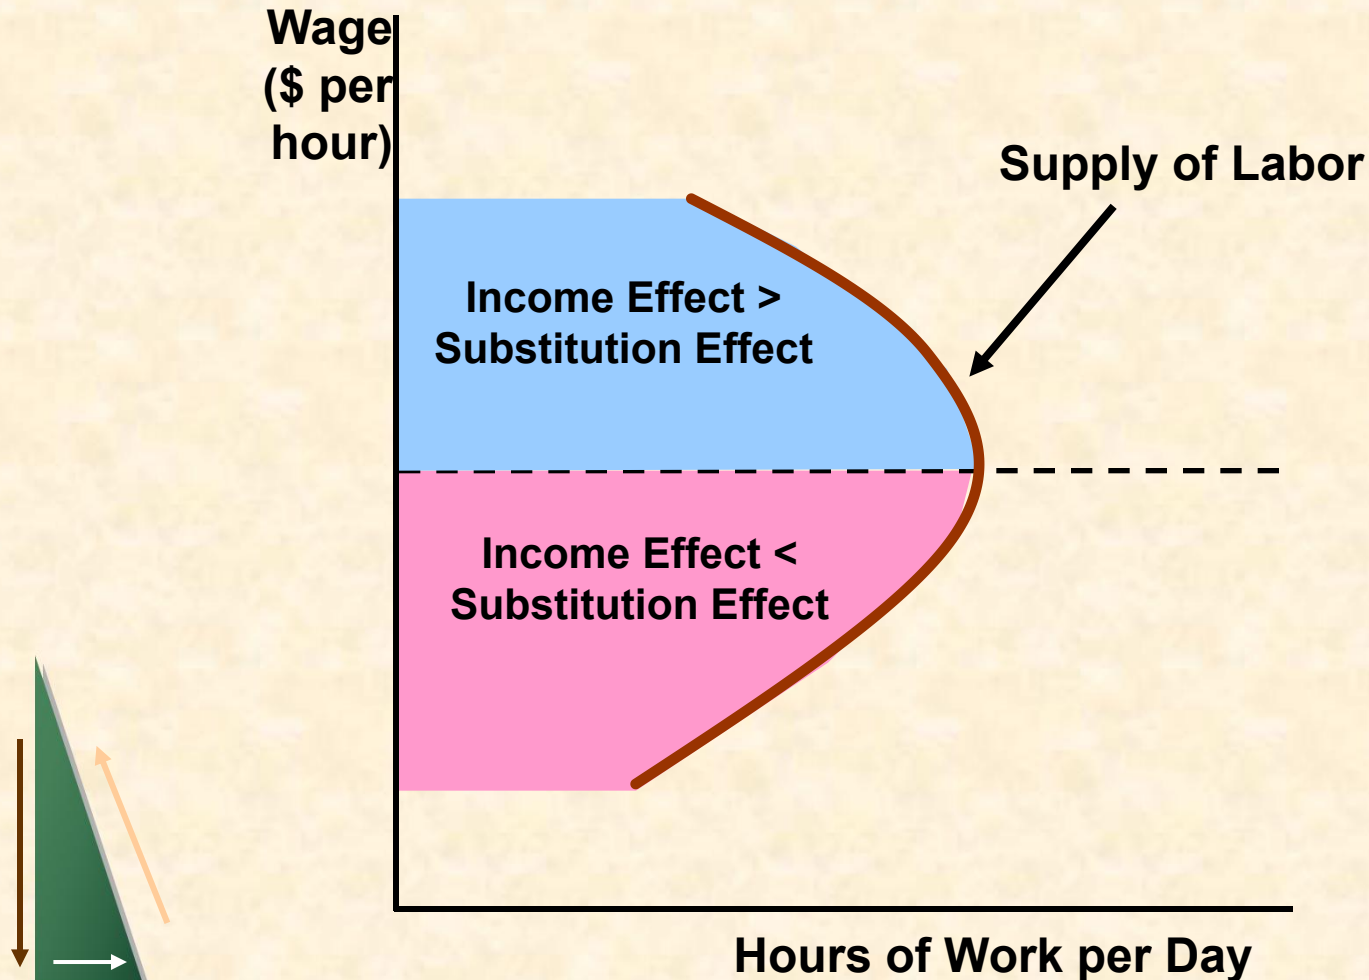 Wage
($ per
hour)
Supply of Labor
Income Effect >
Substitution Effect
Income Effect <
Substitution Effect
Hours of Work per Day